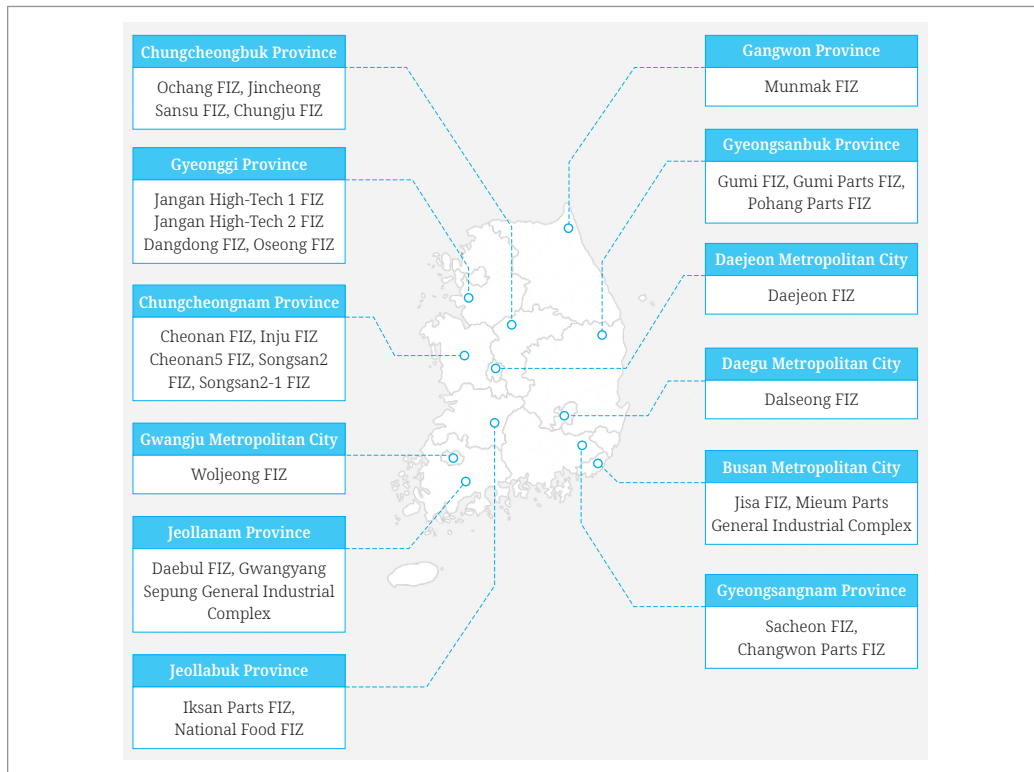 Chungcheongbuk Province
Ochang FIZ, Jincheong
Sansu FIZ, Chungju FIZ
Gyeonggi Province
Jangan High-Tech 1 FIZ
Jangan High-Tech 2 FIZ
Dangdong FIZ, Oseong FIZ
Chungcheongnam Province
Cheonan FIZ, Inju FIZ
Cheonan5 FIZ, Songsan2
FIZ, Songsan2-1 FIZ
Gwangju Metropolitan City
Woljeong FIZ
Jeollanam Province
Daebul FIZ, Gwangyang
Sepung General Industrial
Complex
Jeollabuk Province
Iksan Parts FIZ,
National Food FIZ
Gangwon Province
Munmak FIZ
Gyeongsanbuk Province
Gumi FIZ, Gumi Parts FIZ,
Pohang Parts FIZ
Daejeon Metropolitan City
Daejeon FIZ
Daegu Metropolitan City
Dalseong FIZ
Busan Metropolitan City
Jisa FIZ, Mieum Parts
General Industrial Complex
Gyeongsangnam Province
Sacheon FIZ,
Changwon Parts FIZ